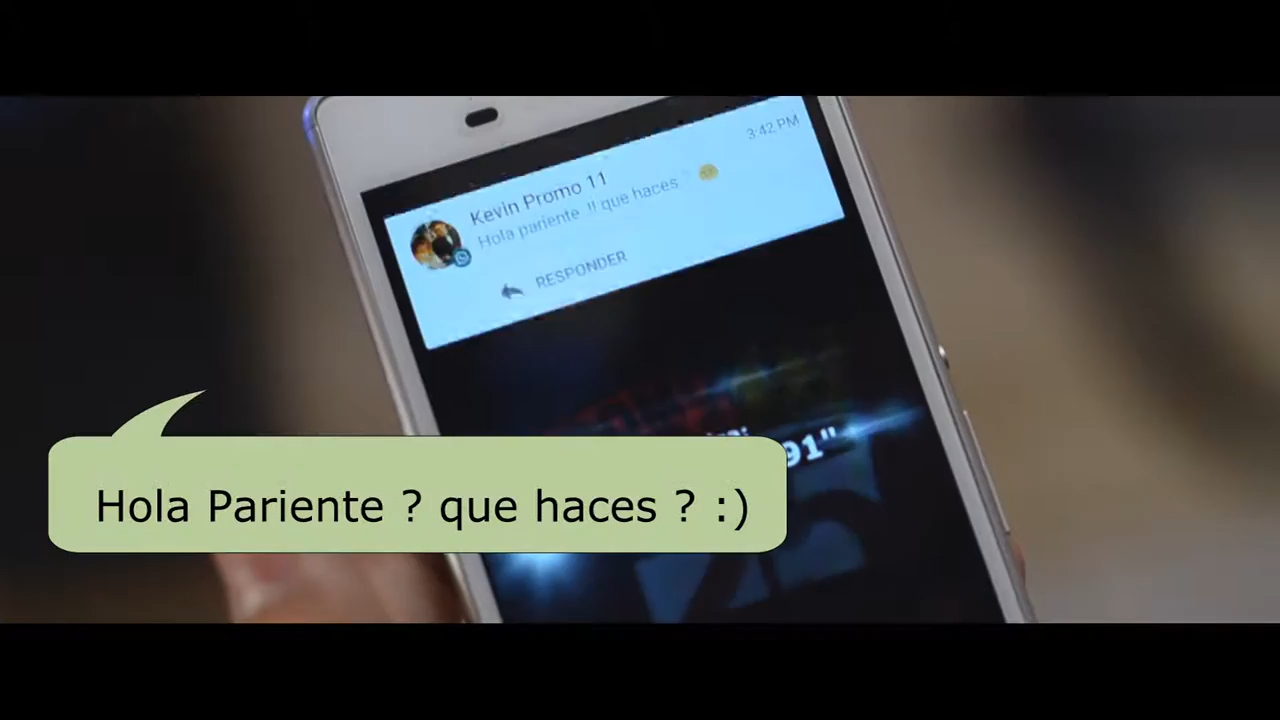 3:42 PM
Kevin Promo 11
Hola pariente !! que haces
RESPONDER
91"
Hola Pariente ? que haces ? :)